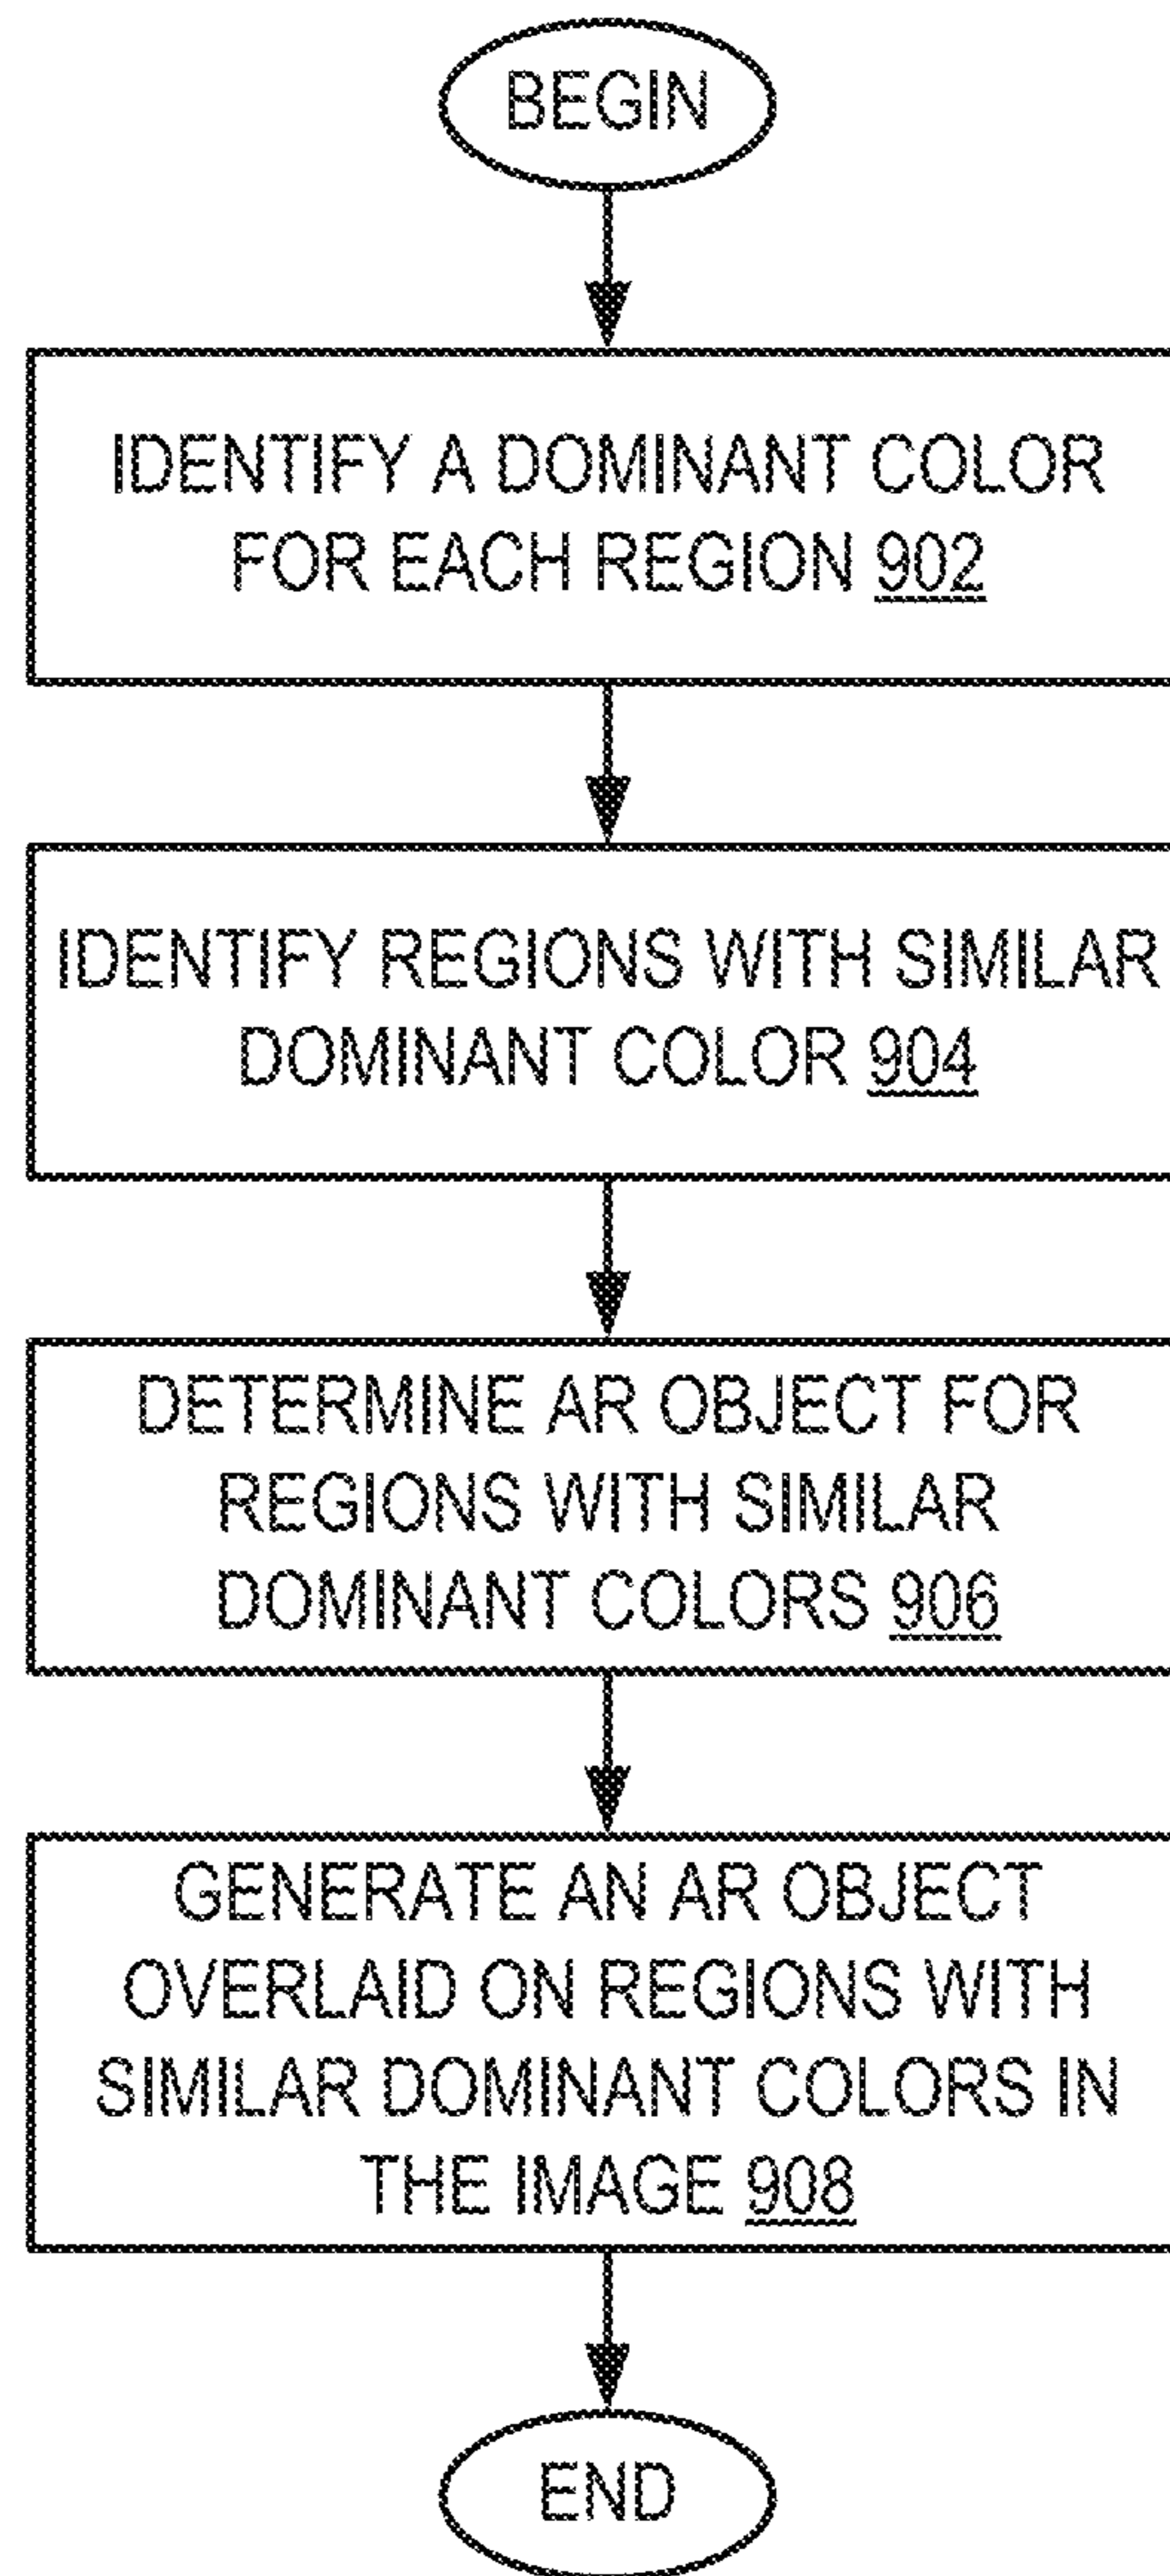 BEGIN
IDENTIFY A DOMINANT COLOR
FOR EACH REGION 902
IDENTIFY REGIONS WITH SIMILAR
DOMINANT COLOR 904
DETERMINE AR OBJECT FOR
REGIONS WITH SIMILAR
DOMINANT COLORS 906
GENERATE AN AR OBJECT
OVERLAID ON REGIONS WITH
SIMILAR DOMINANT COLORS IN
THE IMAGE 908
END